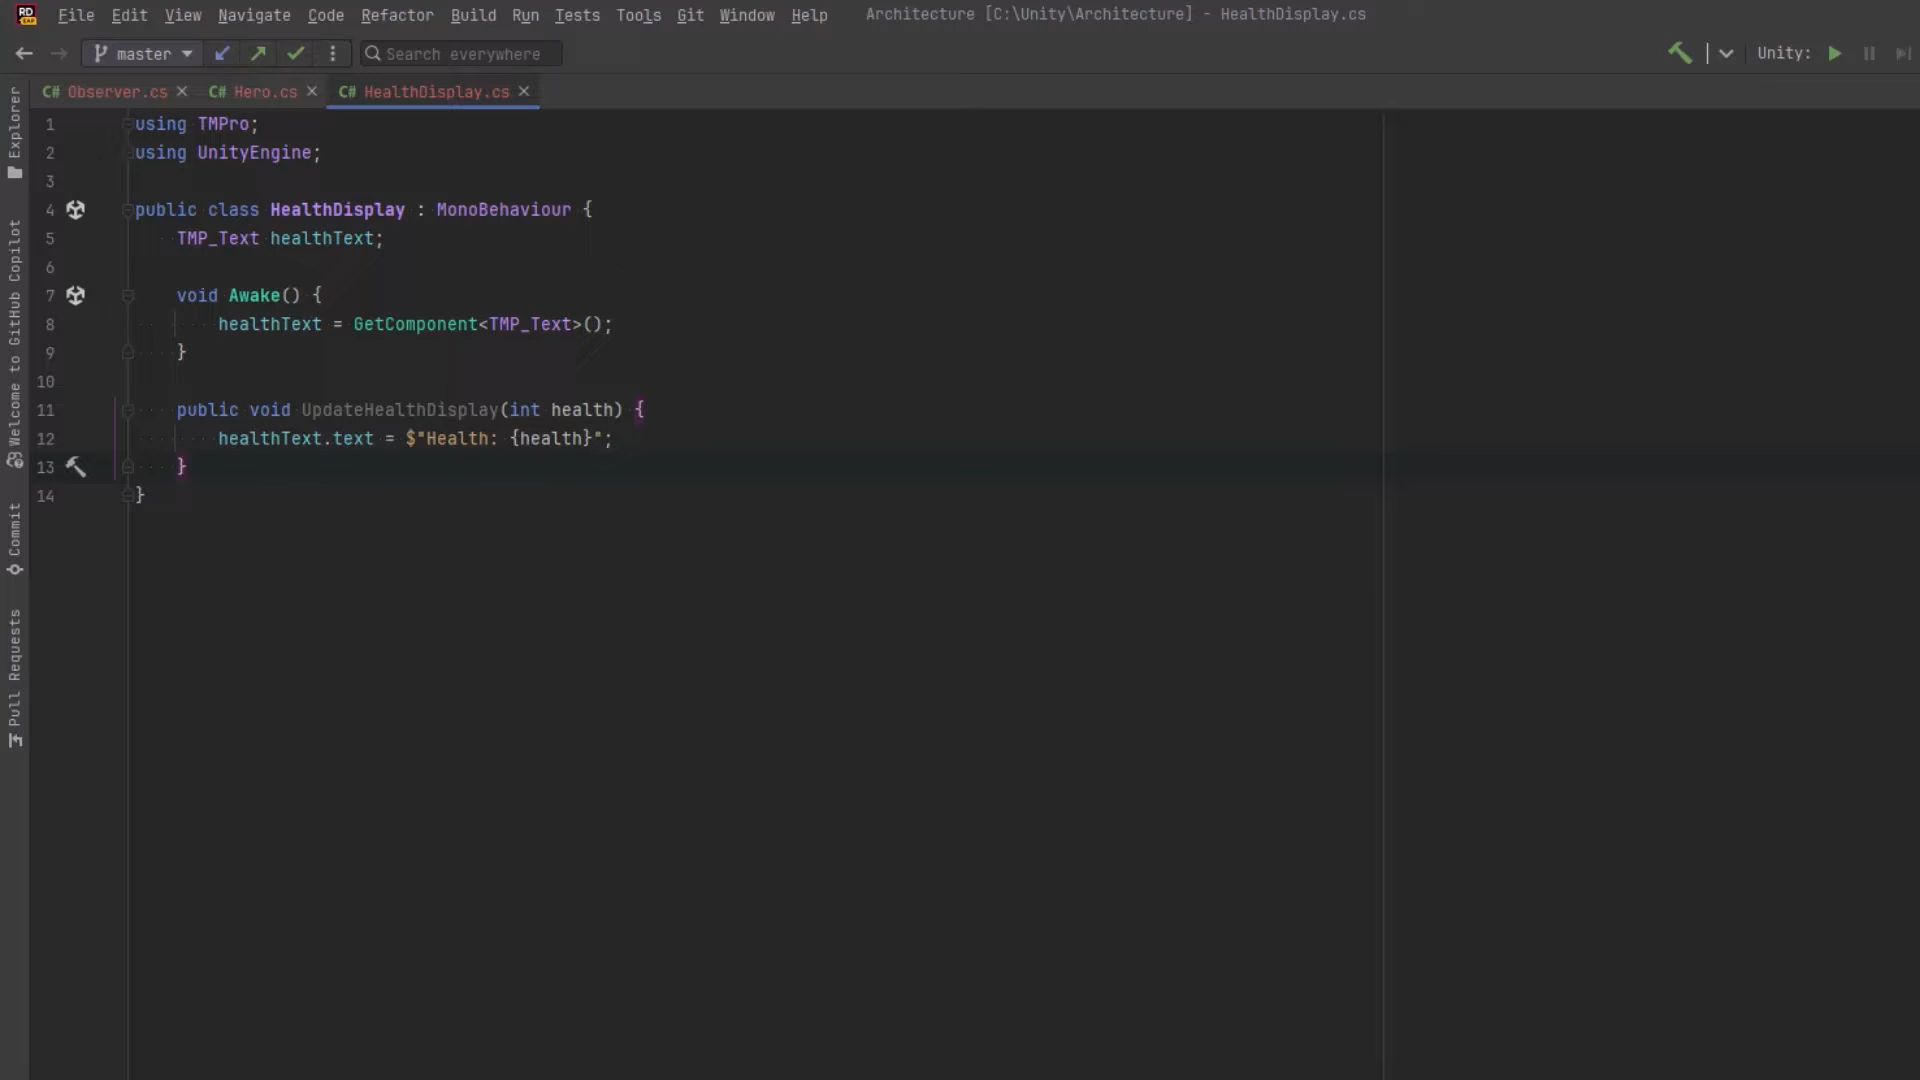 RD EAP File Edit View Navigate Code Refactor Build Run Tests Tools Git Window Help Architecture [C:\Unity\Architecture] - HealthDisplay.cs
master Search everywhere Unity:
C# Observer.cs C# Hero.cs C# HealthDisplay.cs
Explorer
Welcome to GitHub Copilot
Commit
Pull Requests
1 using TMPro;
2 using UnityEngine;
3
4 public class HealthDisplay : MonoBehaviour {
5 TMP_Text healthText;
6
7 void Awake() {
8 healthText = GetComponent<TMP_Text>();
9 }
10
11 public void UpdateHealthDisplay(int health) {
12 healthText.text = $"Health: {health}";
13 }
14 }